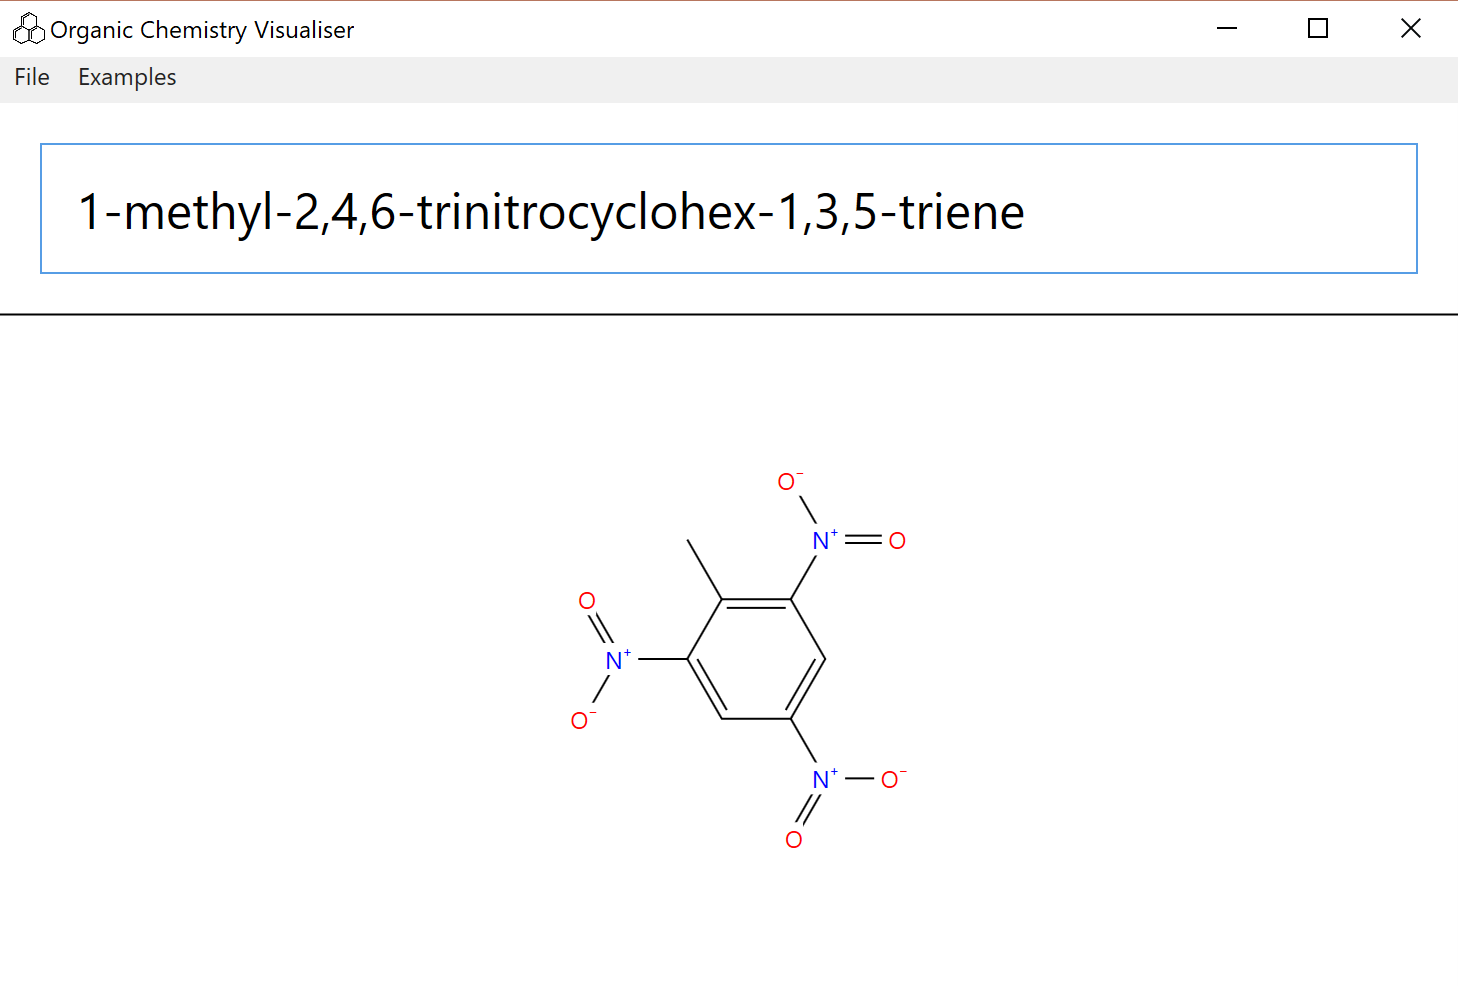 Organic Chemistry Visualiser
File Examples
1-methyl-2,4,6-trinitrocyclohex-1,3,5-triene
O⁻
N⁺ O
O
N⁺
O⁻
N⁺ O⁻
O